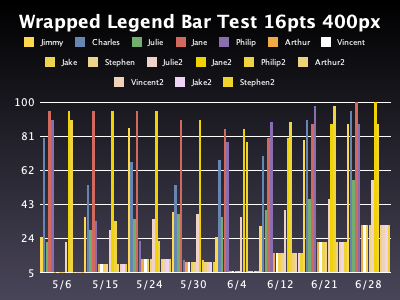 Wrapped Legend Bar Test 16pts 400px
Jimmy Charles Julie Jane Philip Arthur Vincent
Jake Stephen Julie2 Jane2 Philip2 Arthur2
Vincent2 Jake2 Stephen2
100
81
62
43
24
5
5/6 5/15 5/24 5/30 6/4 6/12 6/21 6/28